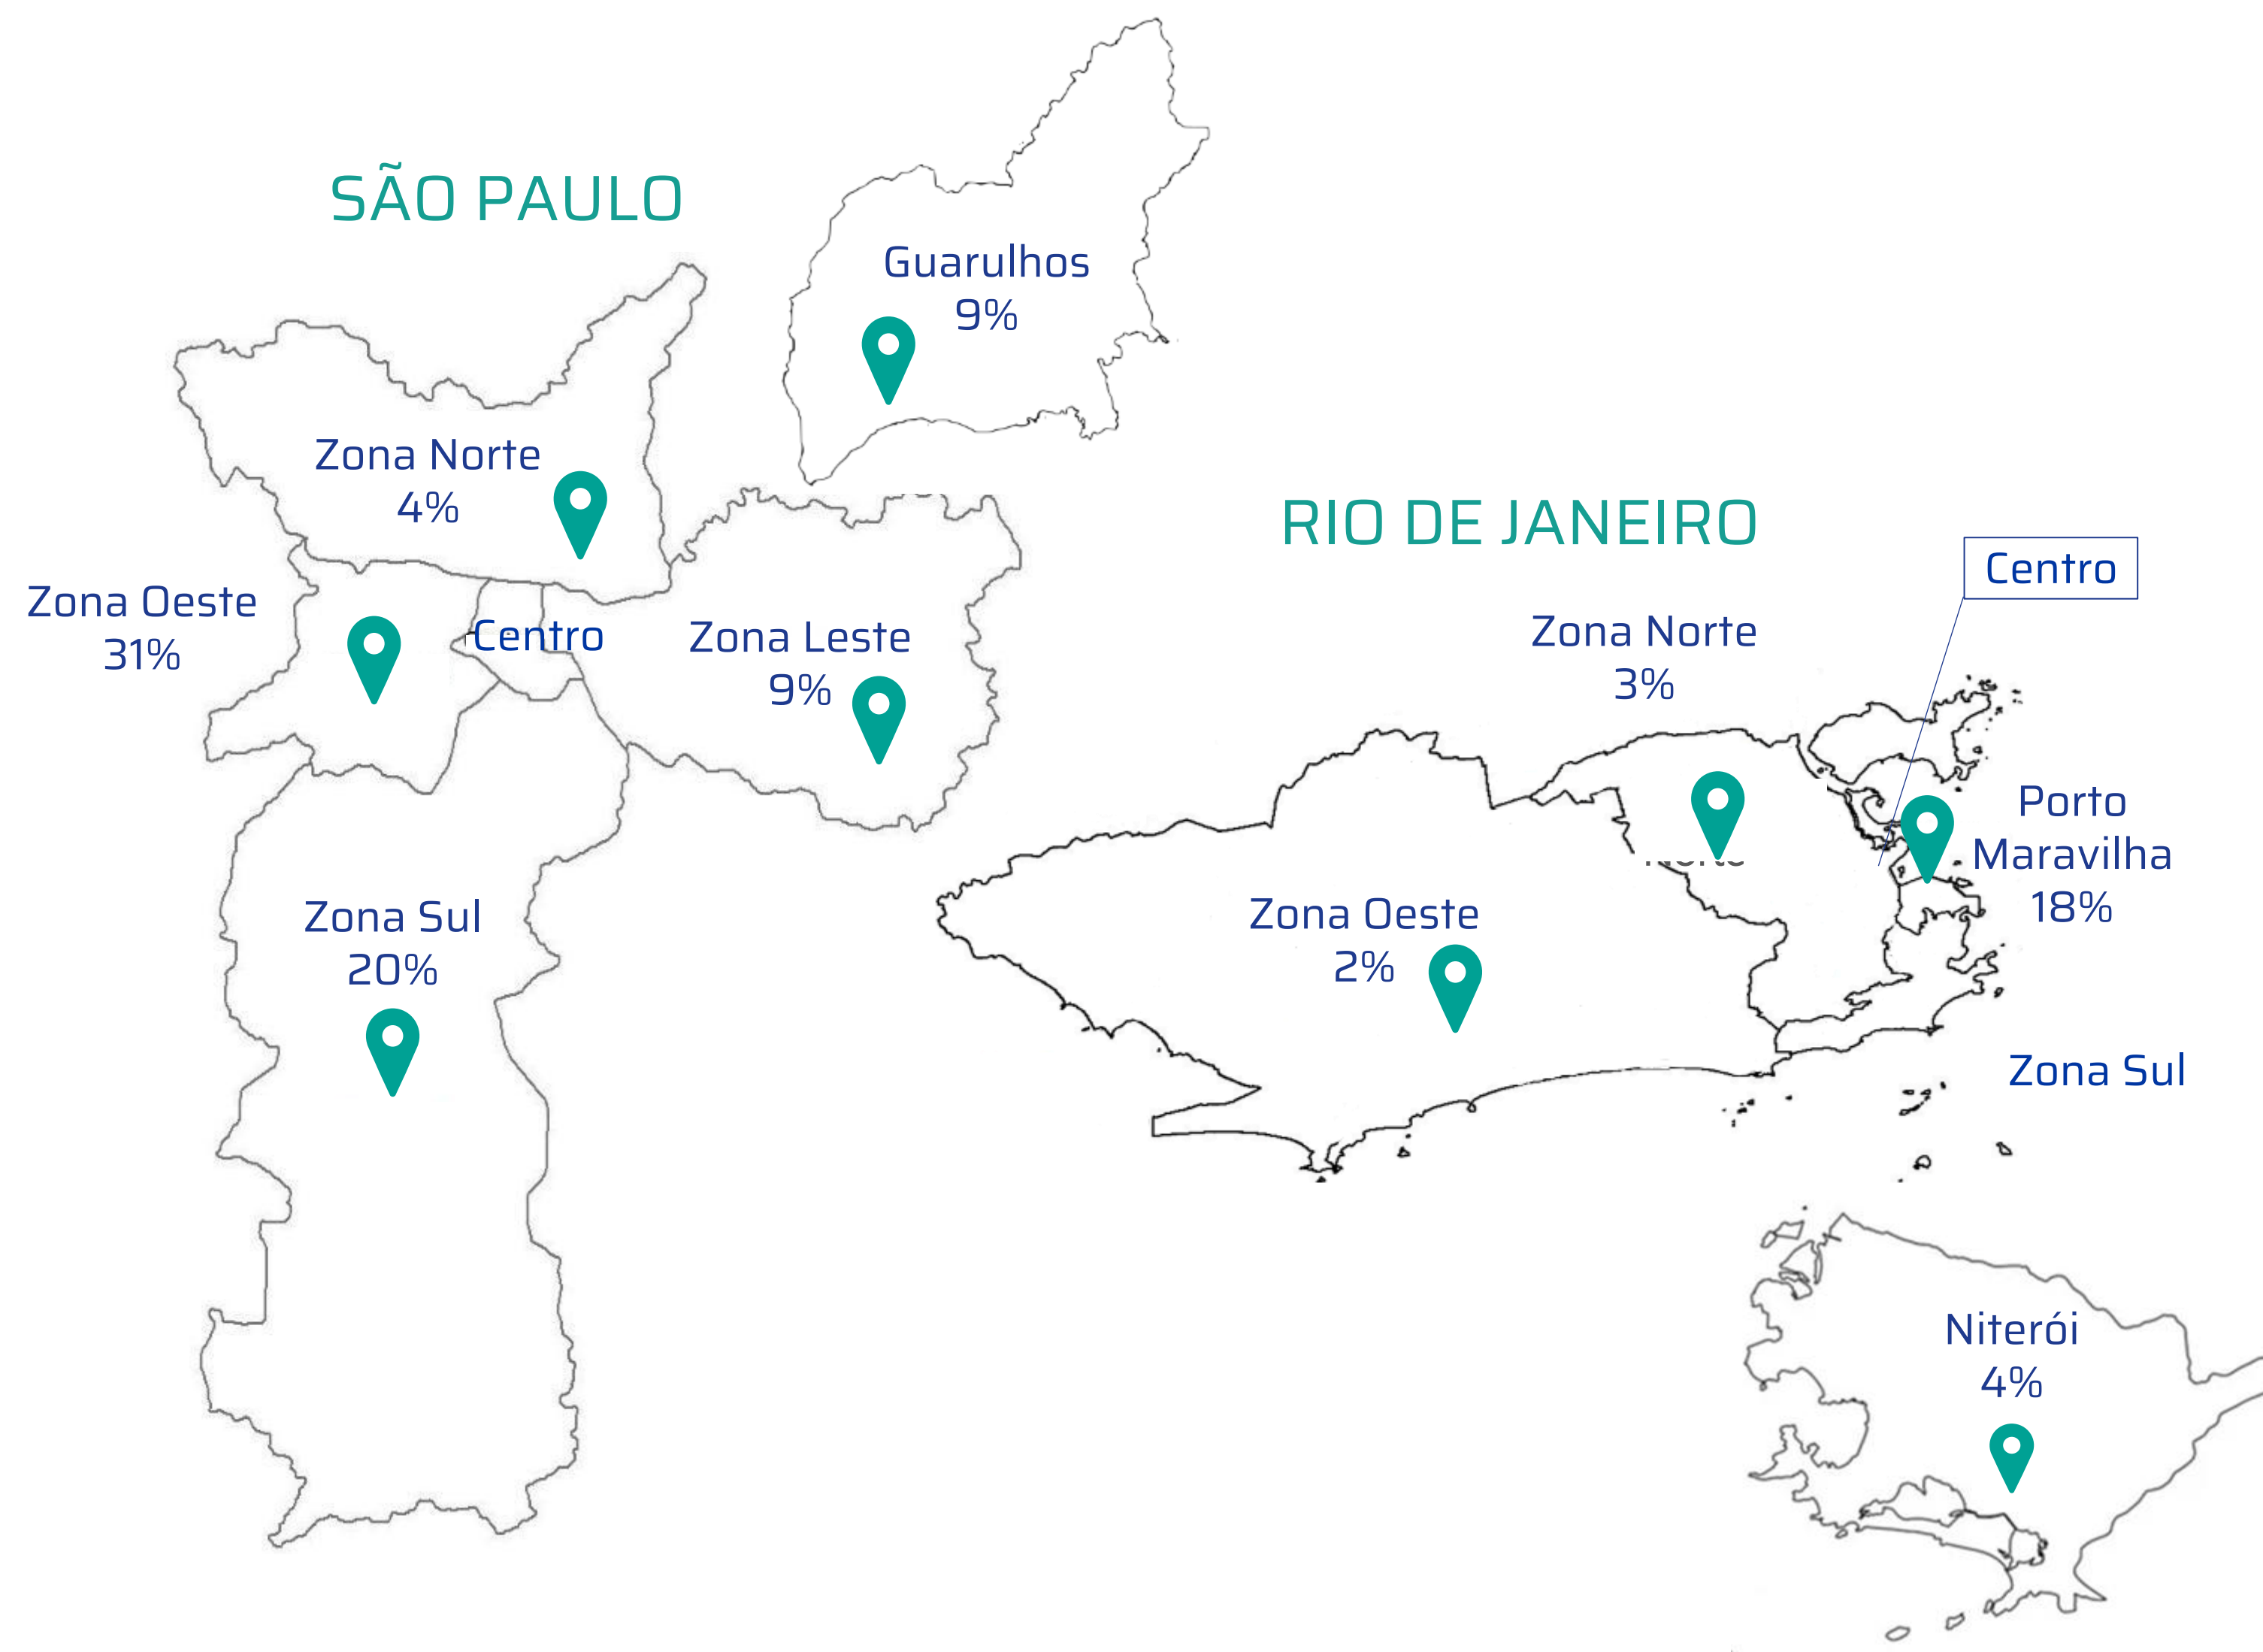 SÃO PAULO
Guarulhos
9%
Zona Norte
4%
Zona Oeste
31%
Centro
Zona Leste
9%
Zona Sul
20%
RIO DE JANEIRO
Centro
Zona Norte
3%
Porto
Maravilha
18%
Zona Oeste
2%
Zona Sul
Niterói
4%